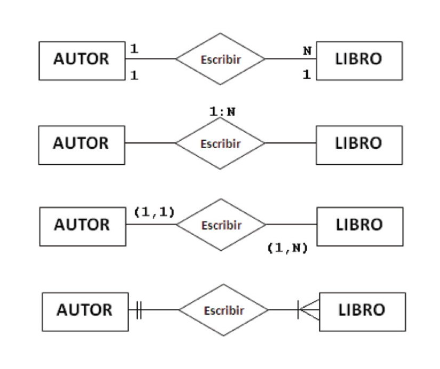 1 N
AUTOR Escribir LIBRO
1 1
1:N
AUTOR Escribir LIBRO
(1,1)
AUTOR Escribir LIBRO
(1,N)
AUTOR Escribir LIBRO